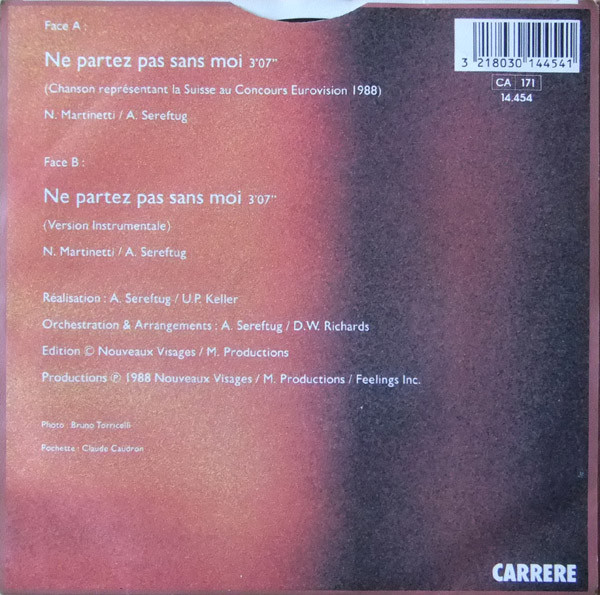 Face A :
Ne partez pas sans moi 3'07"
(Chanson représentant la Suisse au Concours Eurovision 1988)
N. Martinetti / A. Sereftug
Face B :
Ne partez pas sans moi 3'07"
(Version Instrumentale)
N. Martinetti / A. Sereftug
Réalisation : A. Sereftug / U.P. Keller
Orchestration & Arrangements : A. Sereftug / D.W. Richards
Edition © Nouveaux Visages / M. Productions
Productions ℗ 1988 Nouveaux Visages / M. Productions / Feelings Inc.
Photo : Bruno Torricelli
Pochette : Claude Caudron
3 218030 144541
CA 171
14.454
CARRERE